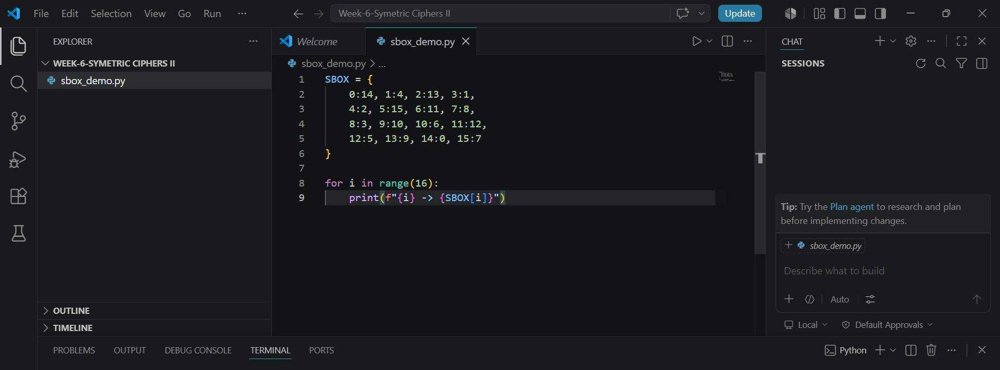 File Edit Selection View Go Run
Week-6-Symetric Ciphers II
Update
EXPLORER
WEEK-6-SYMETRIC CIPHERS II
sbox_demo.py
OUTLINE
TIMELINE
Welcome
sbox_demo.py
sbox_demo.py > ...
1 SBOX = {
2 0:14, 1:4, 2:13, 3:1,
3 4:2, 5:15, 6:11, 7:8,
4 8:3, 9:10, 10:6, 11:12,
5 12:5, 13:9, 14:0, 15:7
6 }
7
8 for i in range(16):
9 print(f"{i} -> {SBOX[i]}")
CHAT
SESSIONS
Tip: Try the Plan agent to research and plan
before implementing changes.
sbox_demo.py
Describe what to build
Auto
Local Default Approvals
PROBLEMS OUTPUT DEBUG CONSOLE TERMINAL PORTS
Python